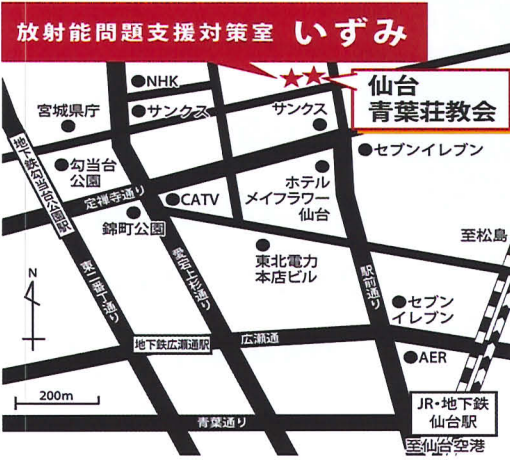 放射能問題支援対策室 いずみ
NHK
仙台
青葉荘教会
宮城県庁
サンクス
サンクス
地下鉄勾当台公園駅
勾当台
公園
セブンイレブン
定禅寺通り
CATV
ホテル
メイフラワー
仙台
錦町公園
東北電力
本店ビル
至松島
N
東二番丁通り
愛宕上杉通り
駅前通り
セブン
イレブン
地下鉄広瀬通駅
広瀬通
AER
200m
JR・地下鉄
仙台駅
青葉通り
至仙台空港